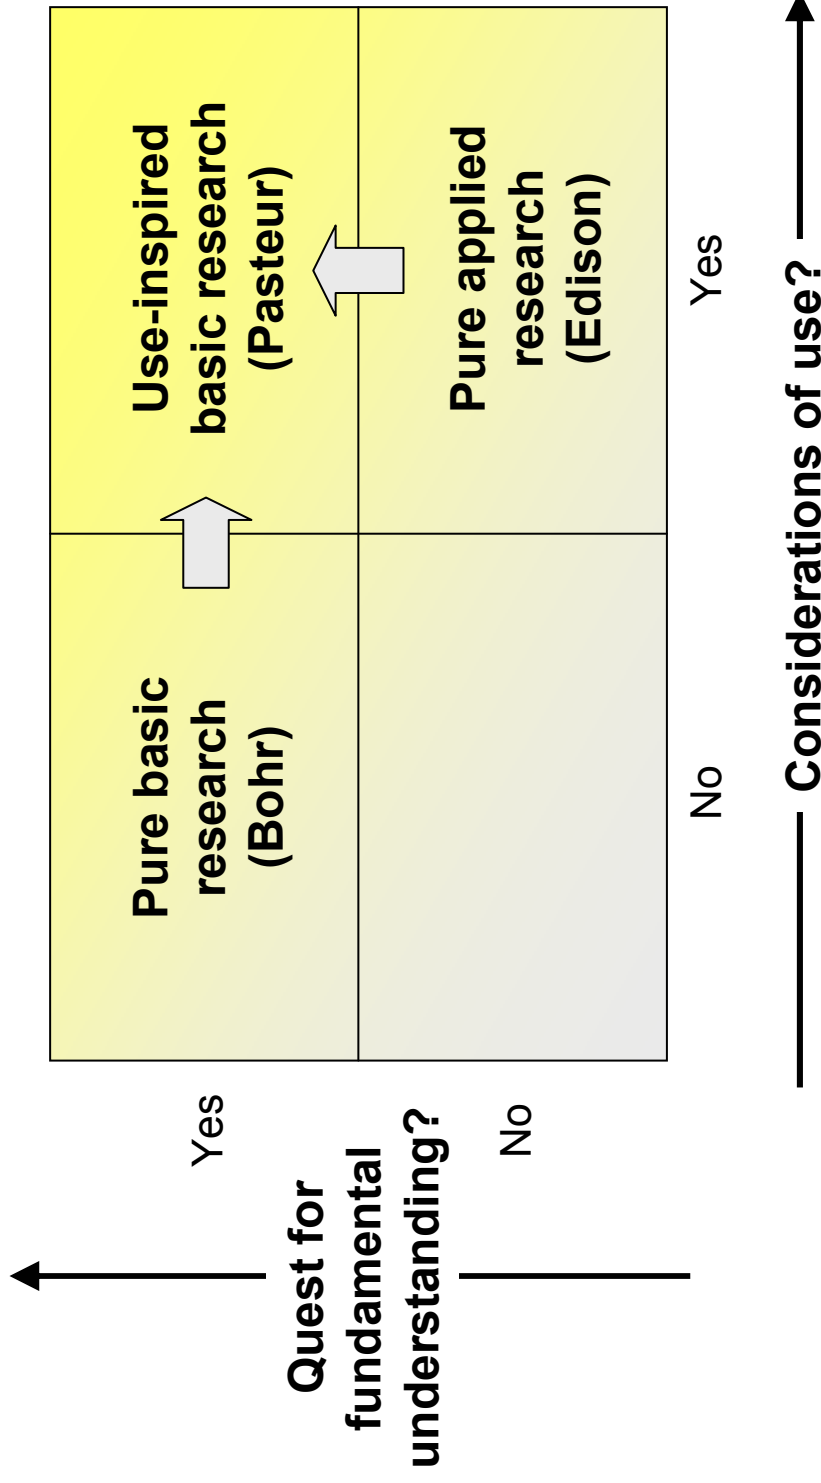 Quest for
fundamental
understanding?
Yes
No
Pure basic
research
(Bohr)
Use-inspired
basic research
(Pasteur)
Pure applied
research
(Edison)
No
Yes
Considerations of use?